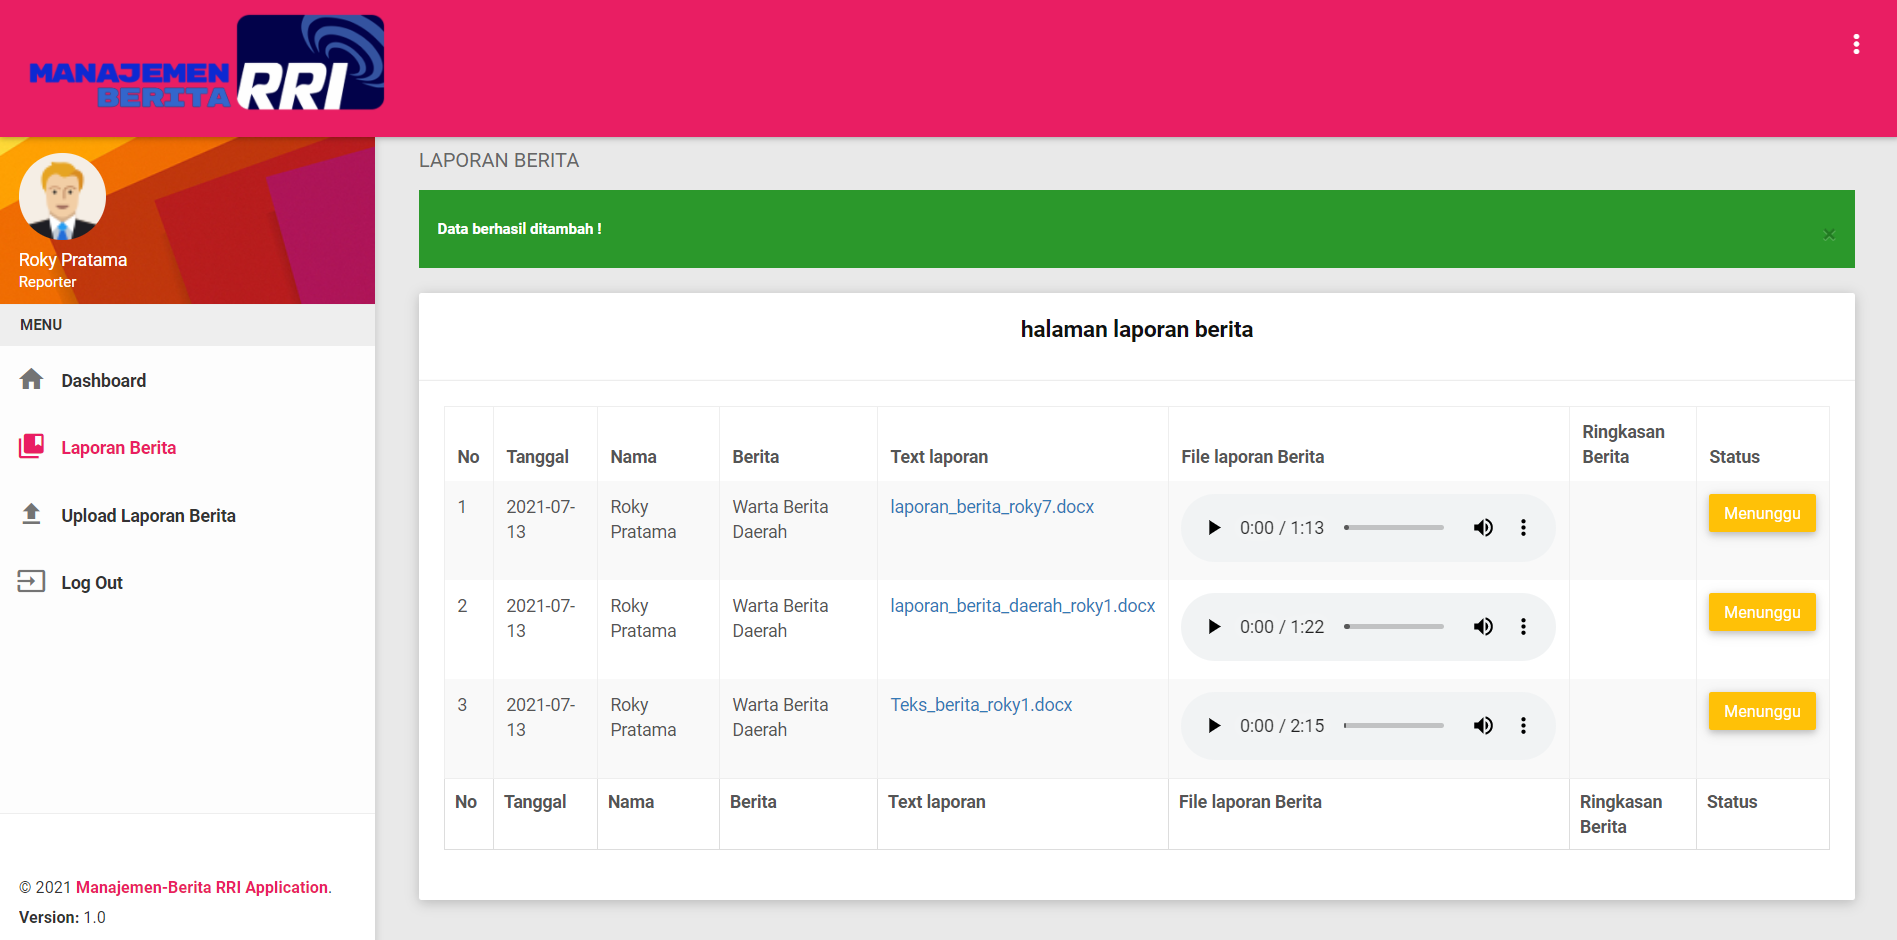 MANAJEMEN
BERITA
RRI
Roky Pratama
Reporter
MENU
Dashboard
Laporan Berita
Upload Laporan Berita
Log Out
© 2021 Manajemen-Berita RRI Application.
Version: 1.0
LAPORAN BERITA
Data berhasil ditambah !
×
halaman laporan berita
No Tanggal Nama Berita Text laporan File laporan Berita Ringkasan Berita Status
1 2021-07-13 Roky Pratama Warta Berita Daerah laporan_berita_roky7.docx 0:00 / 1:13 Menunggu
2 2021-07-13 Roky Pratama Warta Berita Daerah laporan_berita_daerah_roky1.docx 0:00 / 1:22 Menunggu
3 2021-07-13 Roky Pratama Warta Berita Daerah Teks_berita_roky1.docx 0:00 / 2:15 Menunggu
No Tanggal Nama Berita Text laporan File laporan Berita Ringkasan Berita Status